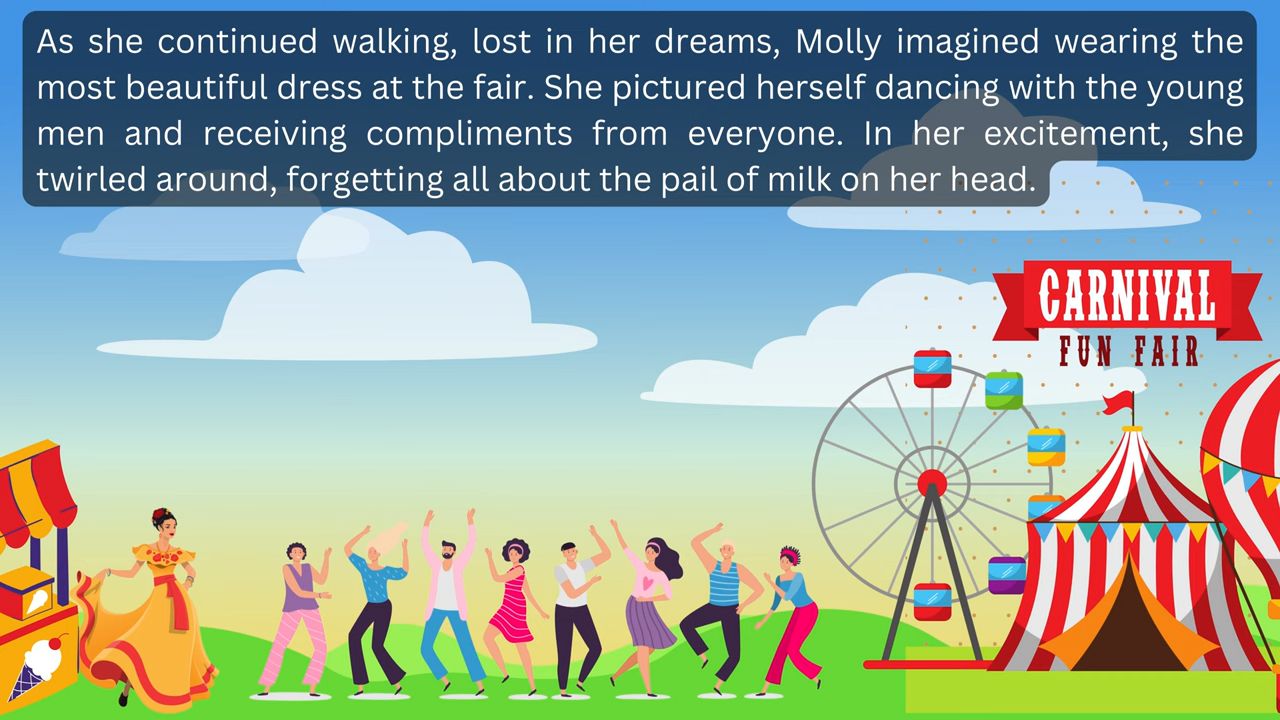 As she continued walking, lost in her dreams, Molly imagined wearing the
most beautiful dress at the fair. She pictured herself dancing with the young
men and receiving compliments from everyone. In her excitement, she
twirled around, forgetting all about the pail of milk on her head.
CARNIVAL
FUN FAIR